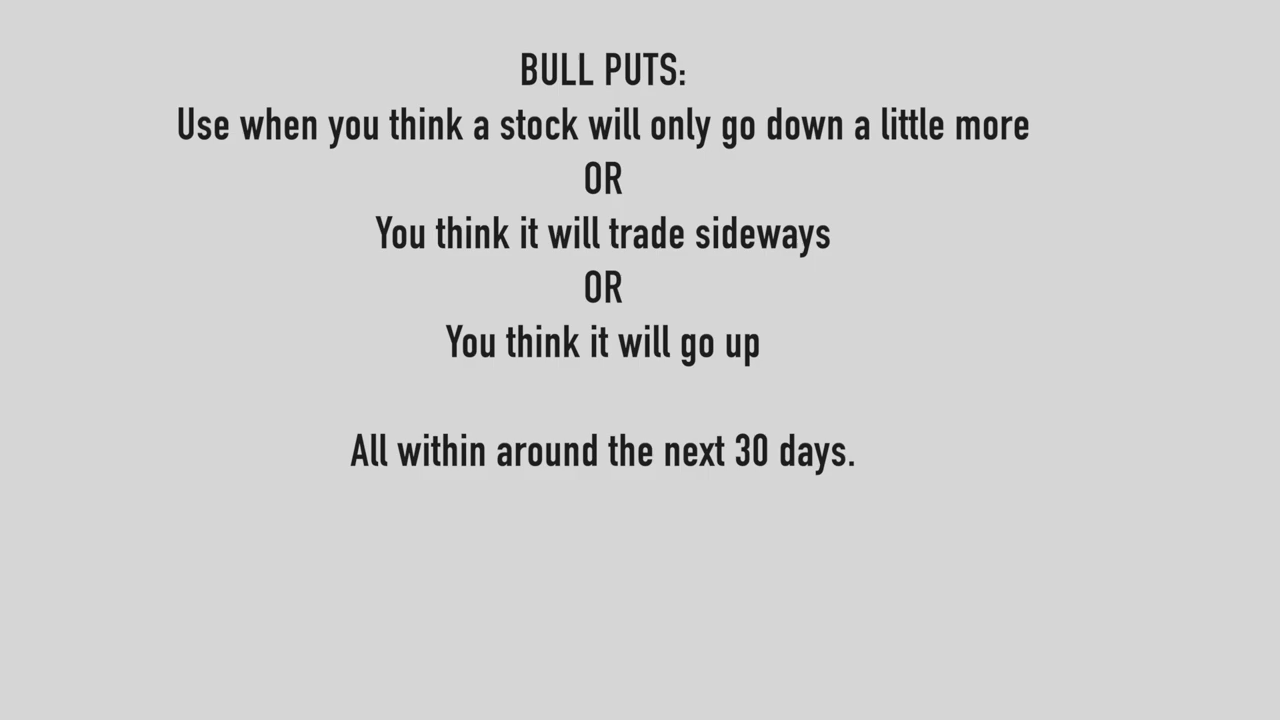 BULL PUTS:
Use when you think a stock will only go down a little more
OR
You think it will trade sideways
OR
You think it will go up
All within around the next 30 days.